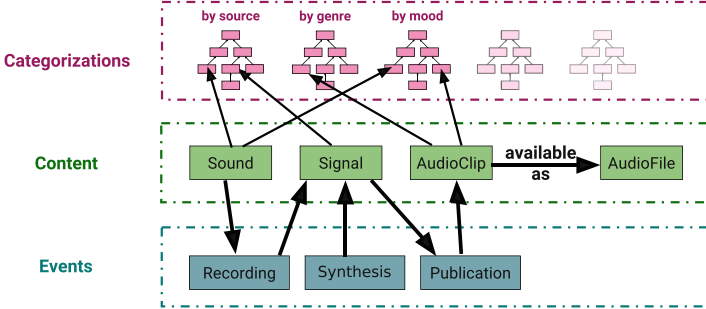 by source
by genre
by mood
Categorizations
Content
Sound
Signal
AudioClip
available
as
AudioFile
Events
Recording
Synthesis
Publication